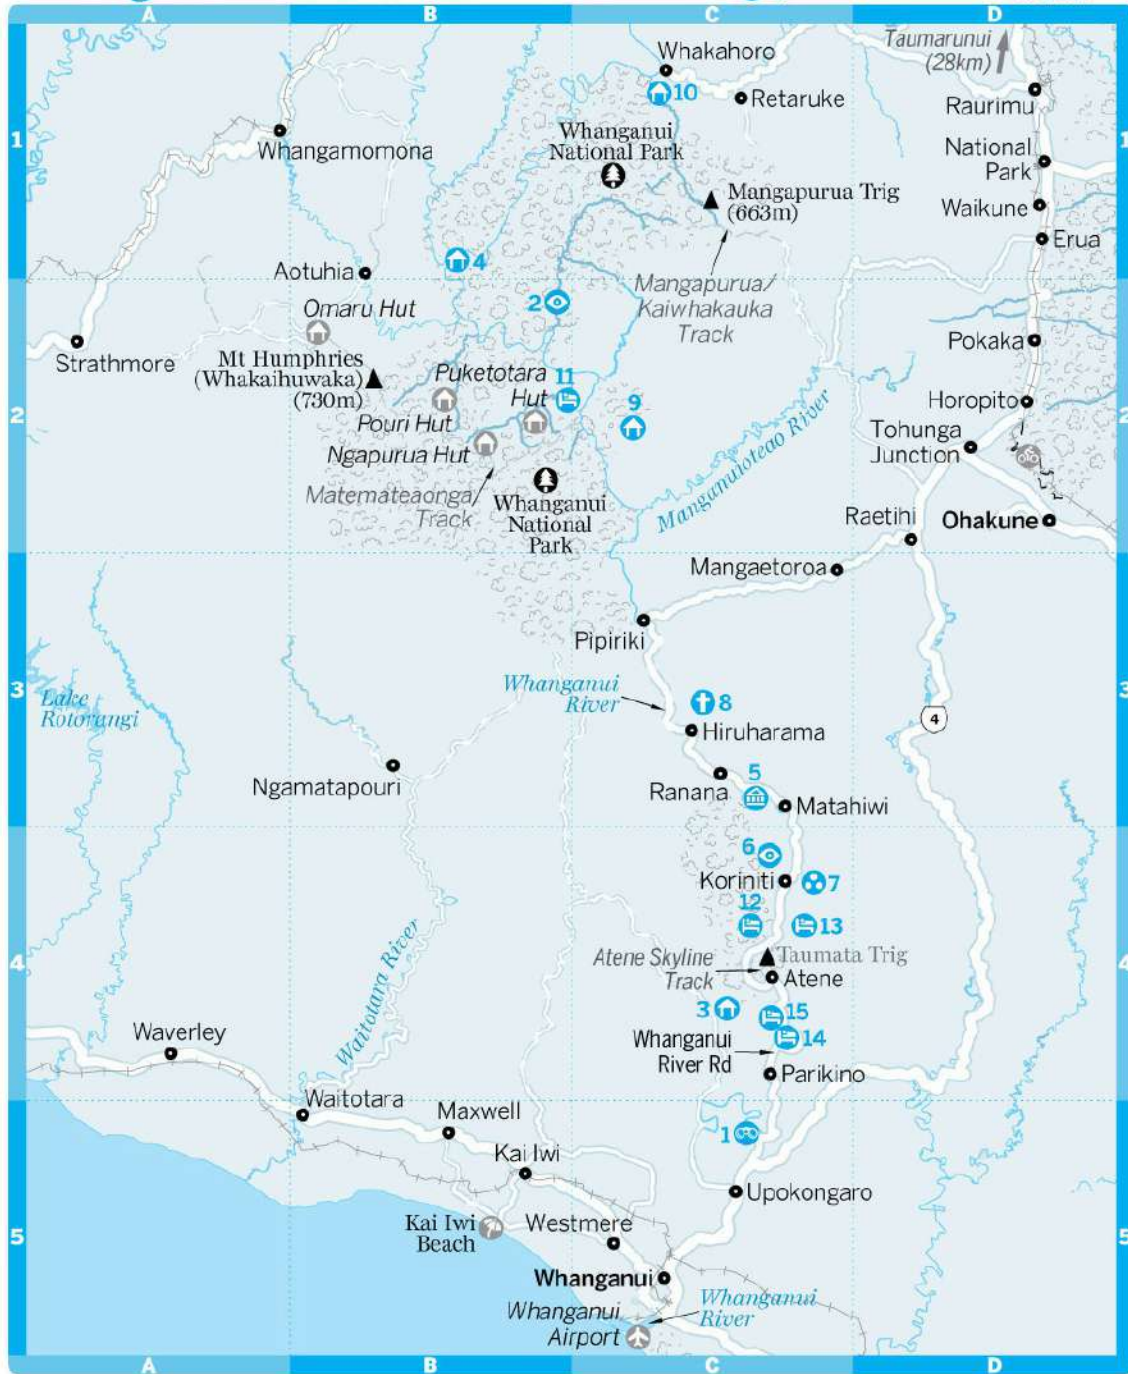 A
B
C
D
Taumarunui
(28km)
Whakahoro
10
Retaruke
Raurimu
1
1
Whangamomona
Whanganui
National Park
National
Park
Mangapurua Trig
(663m)
Waikune
Erua
4
Aotuhia
Mangapurua/
Kaiwhakauka
Track
2
Omaru Hut
Strathmore
Pokaka
Mt Humphries
(Whakaihuwaka)
(730m)
Puketotara
Hut
11
9
Horopito
2
2
Pouri Hut
Ngapurua Hut
Tohunga
Junction
Manganuioteao River
Matemateaonga
Track
Whanganui
National
Park
Raetihi
Ohakune
Mangaetoroa
Pipiriki
Whanganui
River
8
3
3
Lake
Rotorangi
Hiruharama
4
Ngamatapouri
Ranana
5
Matahiwi
6
Koriniti
7
12
13
Waitotara River
Atene Skyline
Track
Taumata Trig
Atene
4
4
3
15
14
Waverley
Whanganui
River Rd
Parikino
Waitotara
Maxwell
1
Kai Iwi
Upokongaro
Kai Iwi
Beach
Westmere
5
5
Whanganui
Whanganui
River
Whanganui
Airport
A
B
C
D